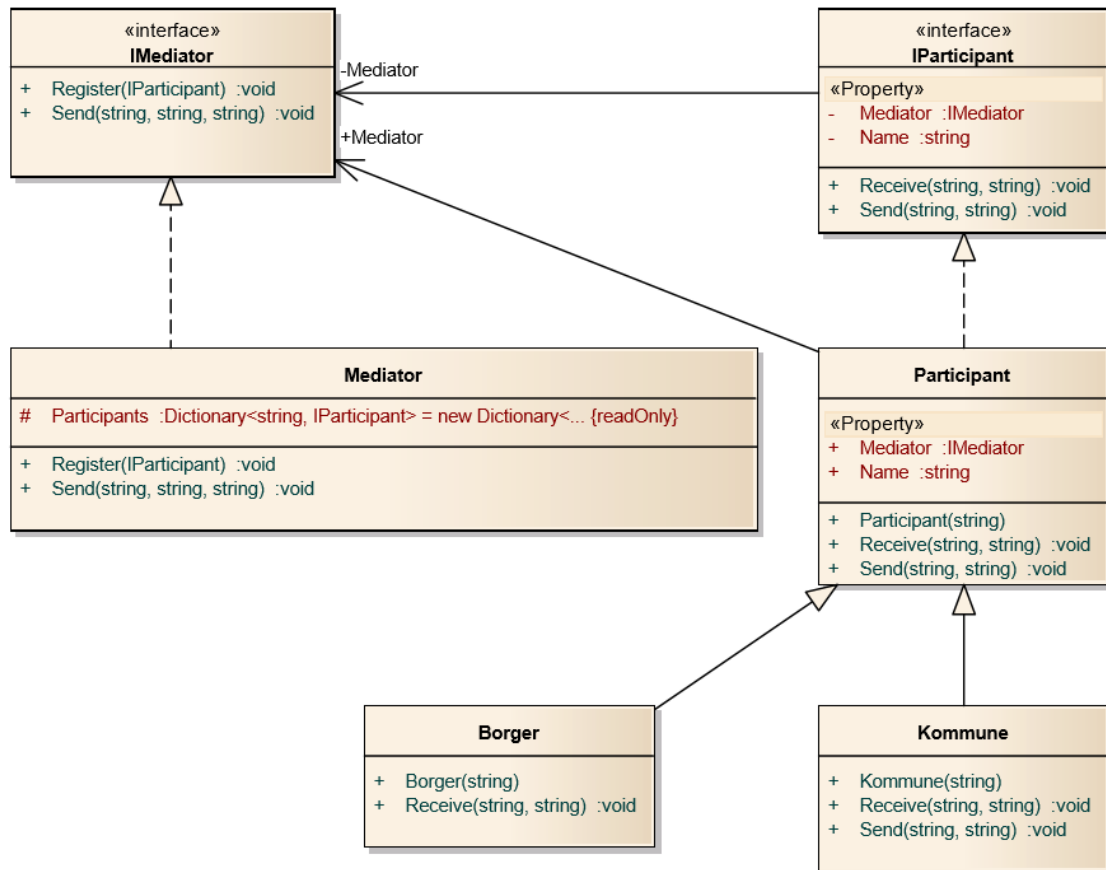 «interface»
IMediator
+ Register(IParticipant) :void
+ Send(string, string, string) :void
-Mediator
+Mediator
«interface»
IParticipant
«Property»
- Mediator :IMediator
- Name :string
+ Receive(string, string) :void
+ Send(string, string) :void
Mediator
# Participants :Dictionary<string, IParticipant> = new Dictionary<... {readOnly}
+ Register(IParticipant) :void
+ Send(string, string, string) :void
Participant
«Property»
+ Mediator :IMediator
+ Name :string
+ Participant(string)
+ Receive(string, string) :void
+ Send(string, string) :void
Borger
+ Borger(string)
+ Receive(string, string) :void
Kommune
+ Kommune(string)
+ Receive(string, string) :void
+ Send(string, string) :void